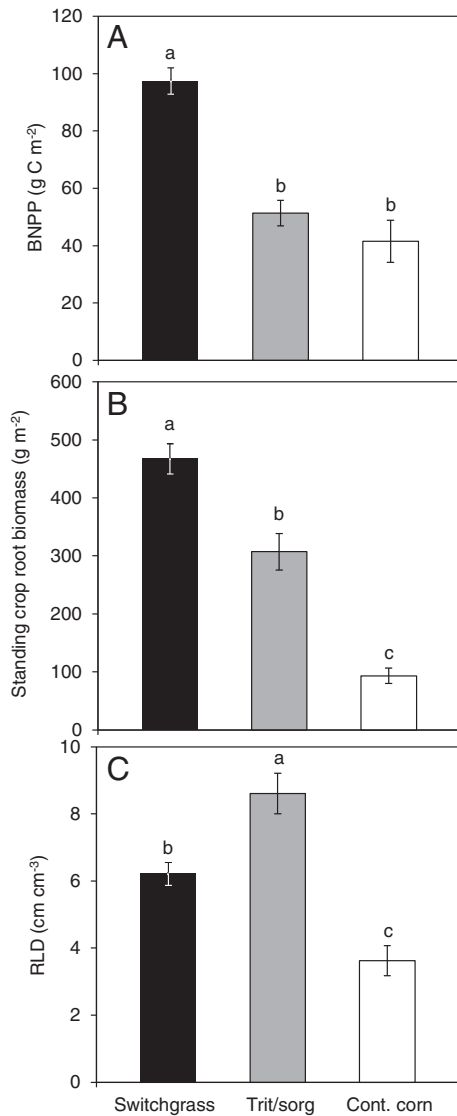 A
BNPP (g C m⁻²)
120
100
80
60
40
20
0
a
b
b
B
Standing crop root biomass (g m⁻²)
600
500
400
300
200
100
0
a
b
c
C
RLD (cm cm⁻³)
10
8
6
4
2
0
b
a
c
Switchgrass Trit/sorg Cont. corn